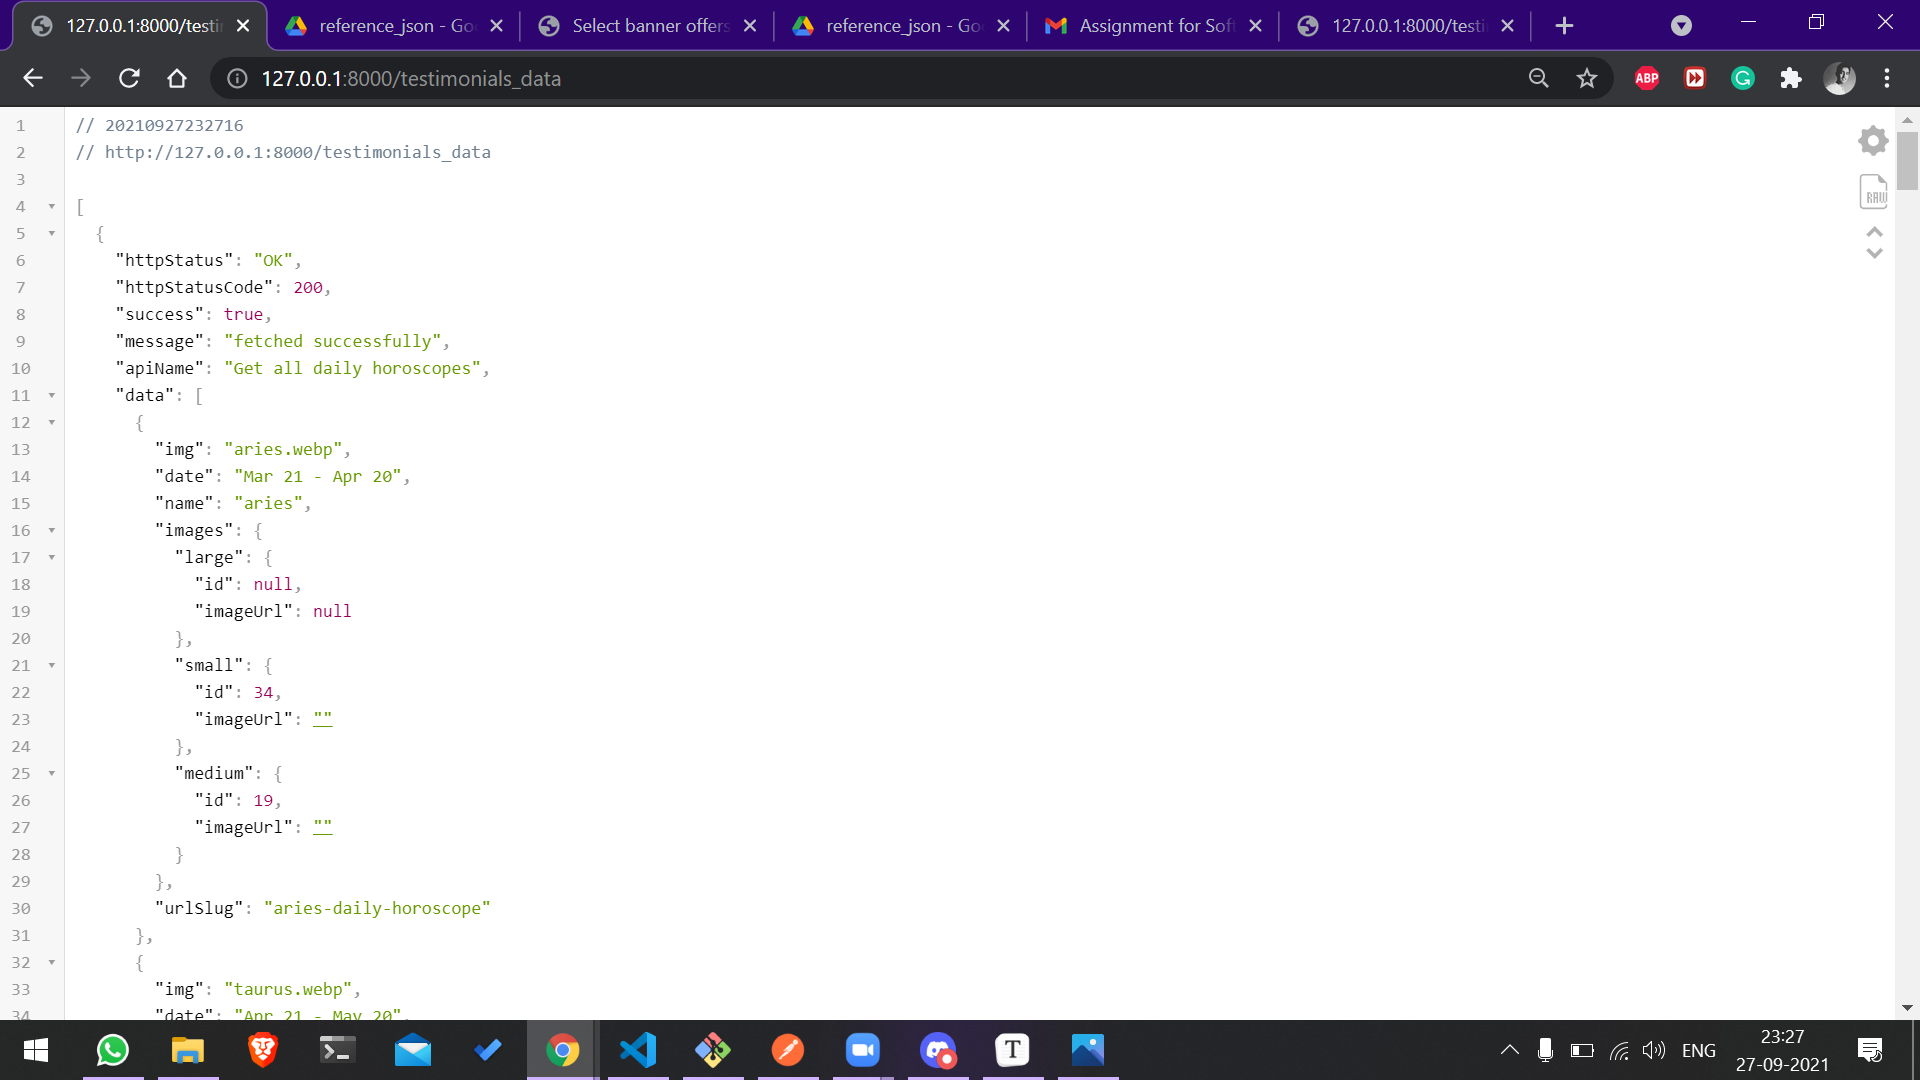 127.0.0.1:8000/testi
reference_json - Go
Select banner offers
reference_json - Go
Assignment for Sof
127.0.0.1:8000/testi
127.0.0.1:8000/testimonials_data
ABP
1 // 20210927232716
2 // http://127.0.0.1:8000/testimonials_data
3
4 [
5 {
6 "httpStatus": "OK",
7 "httpStatusCode": 200,
8 "success": true,
9 "message": "fetched successfully",
10 "apiName": "Get all daily horoscopes",
11 "data": [
12 {
13 "img": "aries.webp",
14 "date": "Mar 21 - Apr 20",
15 "name": "aries",
16 "images": {
17 "large": {
18 "id": null,
19 "imageUrl": null
20 },
21 "small": {
22 "id": 34,
23 "imageUrl": ""
24 },
25 "medium": {
26 "id": 19,
27 "imageUrl": ""
28 }
29 },
30 "urlSlug": "aries-daily-horoscope"
31 },
32 {
33 "img": "taurus.webp",
34 "date": "Apr 21 - May 20",
RAW
T
ENG
23:27
27-09-2021